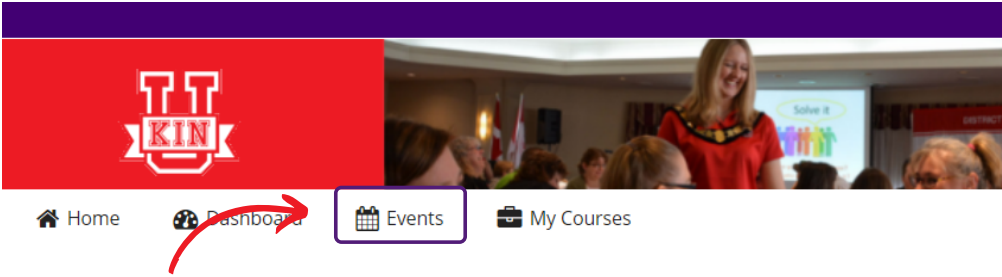 U
KIN
Solve it
DISTRICT
Home
Dashboard
Events
My Courses